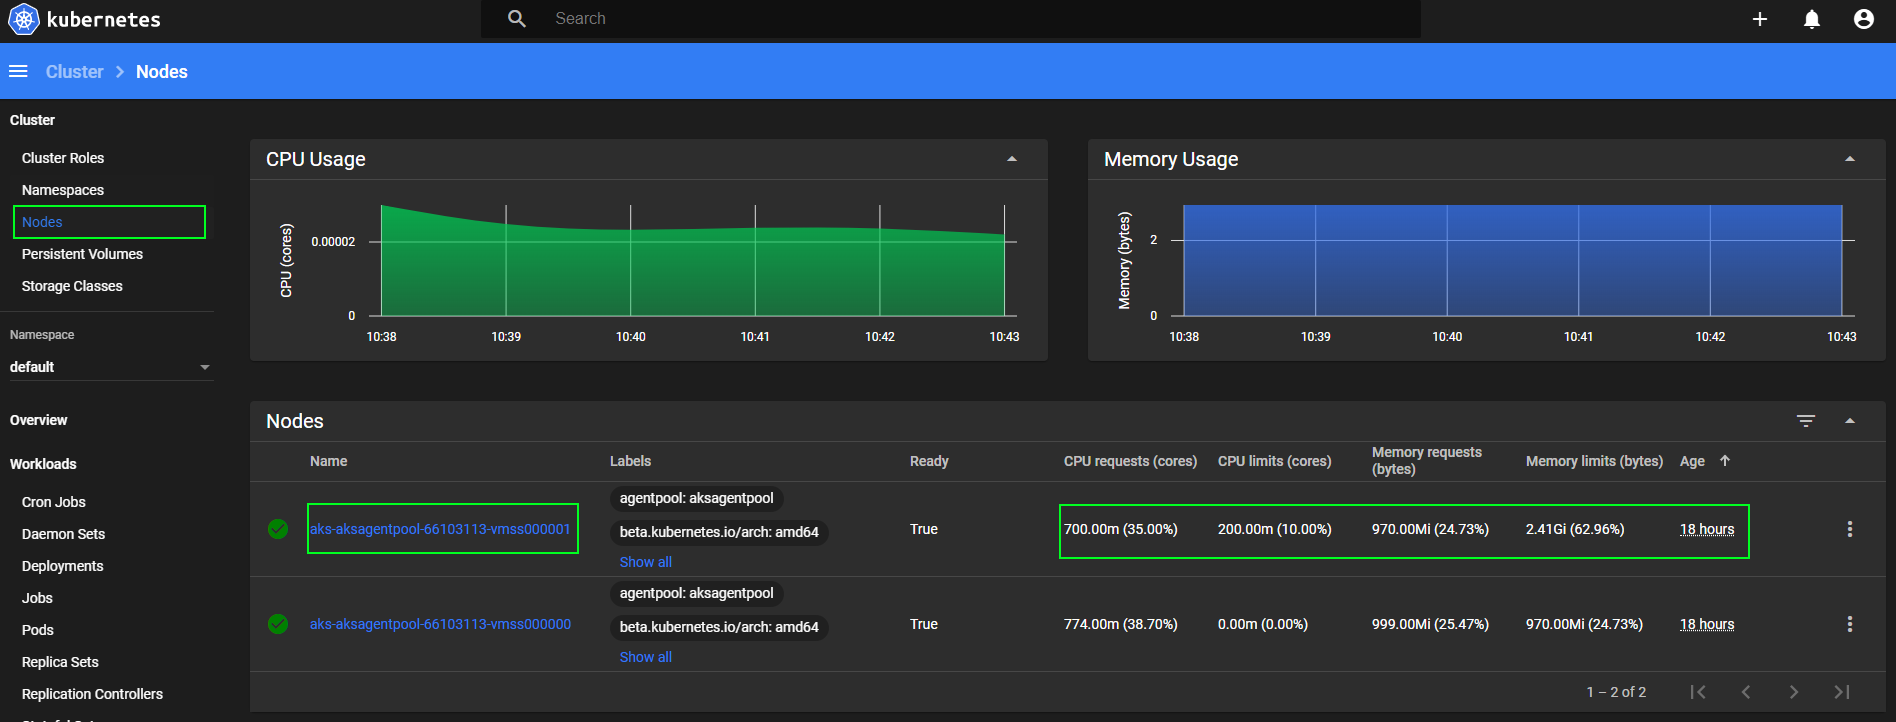 kubernetes
Search
Cluster
Nodes
Cluster
Cluster Roles
Namespaces
Nodes
Persistent Volumes
Storage Classes
Namespace
default
Overview
Workloads
Cron Jobs
Daemon Sets
Deployments
Jobs
Pods
Replica Sets
Replication Controllers
CPU Usage
CPU (cores)
0.00002
0
10:38 10:39 10:40 10:41 10:42 10:43
Memory Usage
Memory (bytes)
2
0
10:38 10:39 10:40 10:41 10:42 10:43
Nodes
Name Labels Ready CPU requests (cores) CPU limits (cores) Memory requests (bytes) Memory limits (bytes) Age
agentpool: aksagentpool
aks-aksagentpool-66103113-vmss000001 beta.kubernetes.io/arch: amd64 True 700.00m (35.00%) 200.00m (10.00%) 970.00Mi (24.73%) 2.41Gi (62.96%) 18 hours
Show all
agentpool: aksagentpool
aks-aksagentpool-66103113-vmss000000 beta.kubernetes.io/arch: amd64 True 774.00m (38.70%) 0.00m (0.00%) 999.00Mi (25.47%) 970.00Mi (24.73%) 18 hours
Show all
1 – 2 of 2